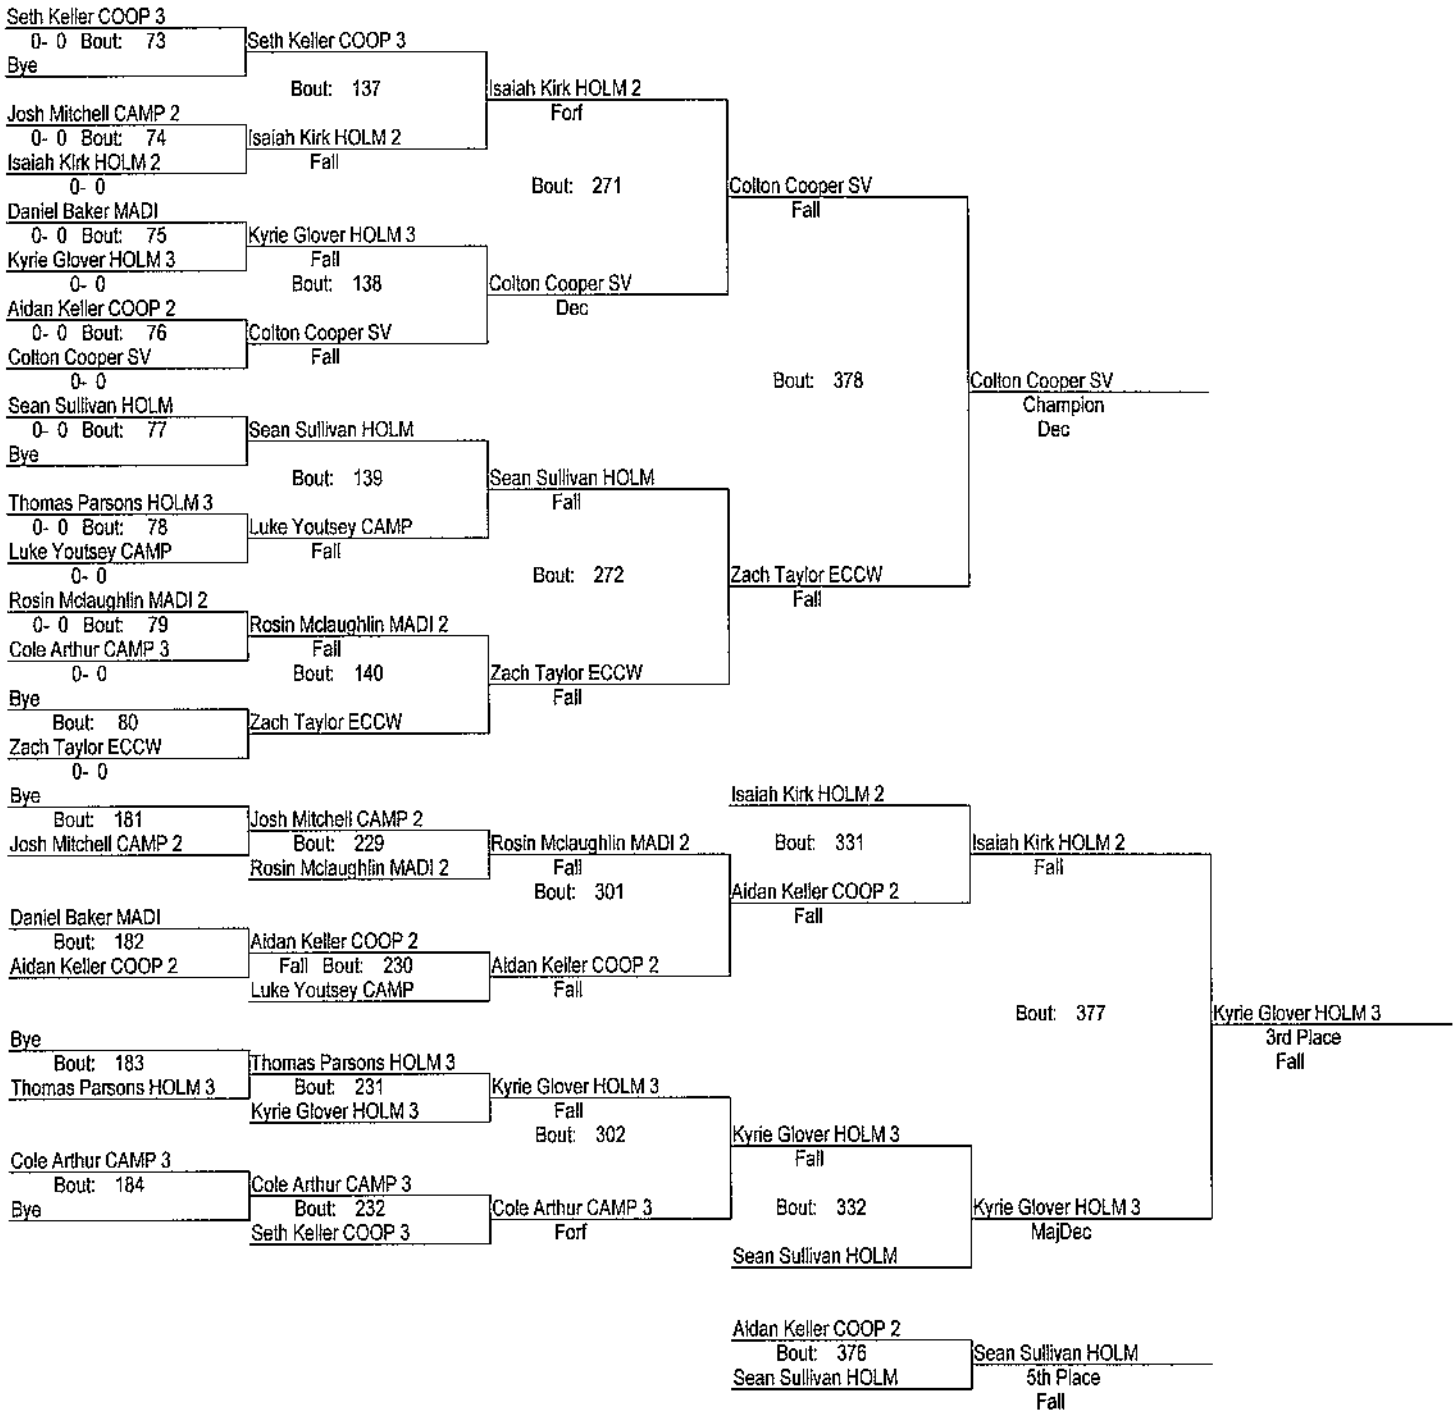 Seth Keller COOP 3
0- 0 Bout: 73
Bye
Seth Keller COOP 3
Bout: 137
Josh Mitchell CAMP 2
0- 0 Bout: 74
Isaiah Kirk HOLM 2
0- 0
Isaiah Kirk HOLM 2
Fall
Isaiah Kirk HOLM 2
Forf
Bout: 271
Daniel Baker MADI
0- 0 Bout: 75
Kyrie Glover HOLM 3
0- 0
Kyrie Glover HOLM 3
Fall
Bout: 138
Aidan Keller COOP 2
0- 0 Bout: 76
Colton Cooper SV
0- 0
Colton Cooper SV
Fall
Colton Cooper SV
Dec
Colton Cooper SV
Fall
Bout: 378
Colton Cooper SV
Champion
Dec
Sean Sullivan HOLM
0- 0 Bout: 77
Bye
Sean Sullivan HOLM
Bout: 139
Thomas Parsons HOLM 3
0- 0 Bout: 78
Luke Youtsey CAMP
0- 0
Luke Youtsey CAMP
Fall
Sean Sullivan HOLM
Fall
Bout: 272
Rosin Mclaughlin MADI 2
0- 0 Bout: 79
Cole Arthur CAMP 3
0- 0
Rosin Mclaughlin MADI 2
Fall
Bout: 140
Bye
Bout: 80
Zach Taylor ECCW
0- 0
Zach Taylor ECCW
Zach Taylor ECCW
Fall
Zach Taylor ECCW
Fall
Bye
Bout: 181
Josh Mitchell CAMP 2
Josh Mitchell CAMP 2
Bout: 229
Rosin Mclaughlin MADI 2
Rosin Mclaughlin MADI 2
Fall
Bout: 301
Daniel Baker MADI
Bout: 182
Aidan Keller COOP 2
Aidan Keller COOP 2
Fall Bout: 230
Luke Youtsey CAMP
Aidan Keller COOP 2
Fall
Isaiah Kirk HOLM 2
Bout: 331
Aidan Keller COOP 2
Fall
Isaiah Kirk HOLM 2
Fall
Bout: 377
Kyrie Glover HOLM 3
3rd Place
Fall
Bye
Bout: 183
Thomas Parsons HOLM 3
Thomas Parsons HOLM 3
Bout: 231
Kyrie Glover HOLM 3
Kyrie Glover HOLM 3
Fall
Bout: 302
Cole Arthur CAMP 3
Bout: 184
Bye
Cole Arthur CAMP 3
Bout: 232
Seth Keller COOP 3
Cole Arthur CAMP 3
Forf
Kyrie Glover HOLM 3
Fall
Bout: 332
Sean Sullivan HOLM
Kyrie Glover HOLM 3
MajDec
Aidan Keller COOP 2
Bout: 376
Sean Sullivan HOLM
Sean Sullivan HOLM
5th Place
Fall